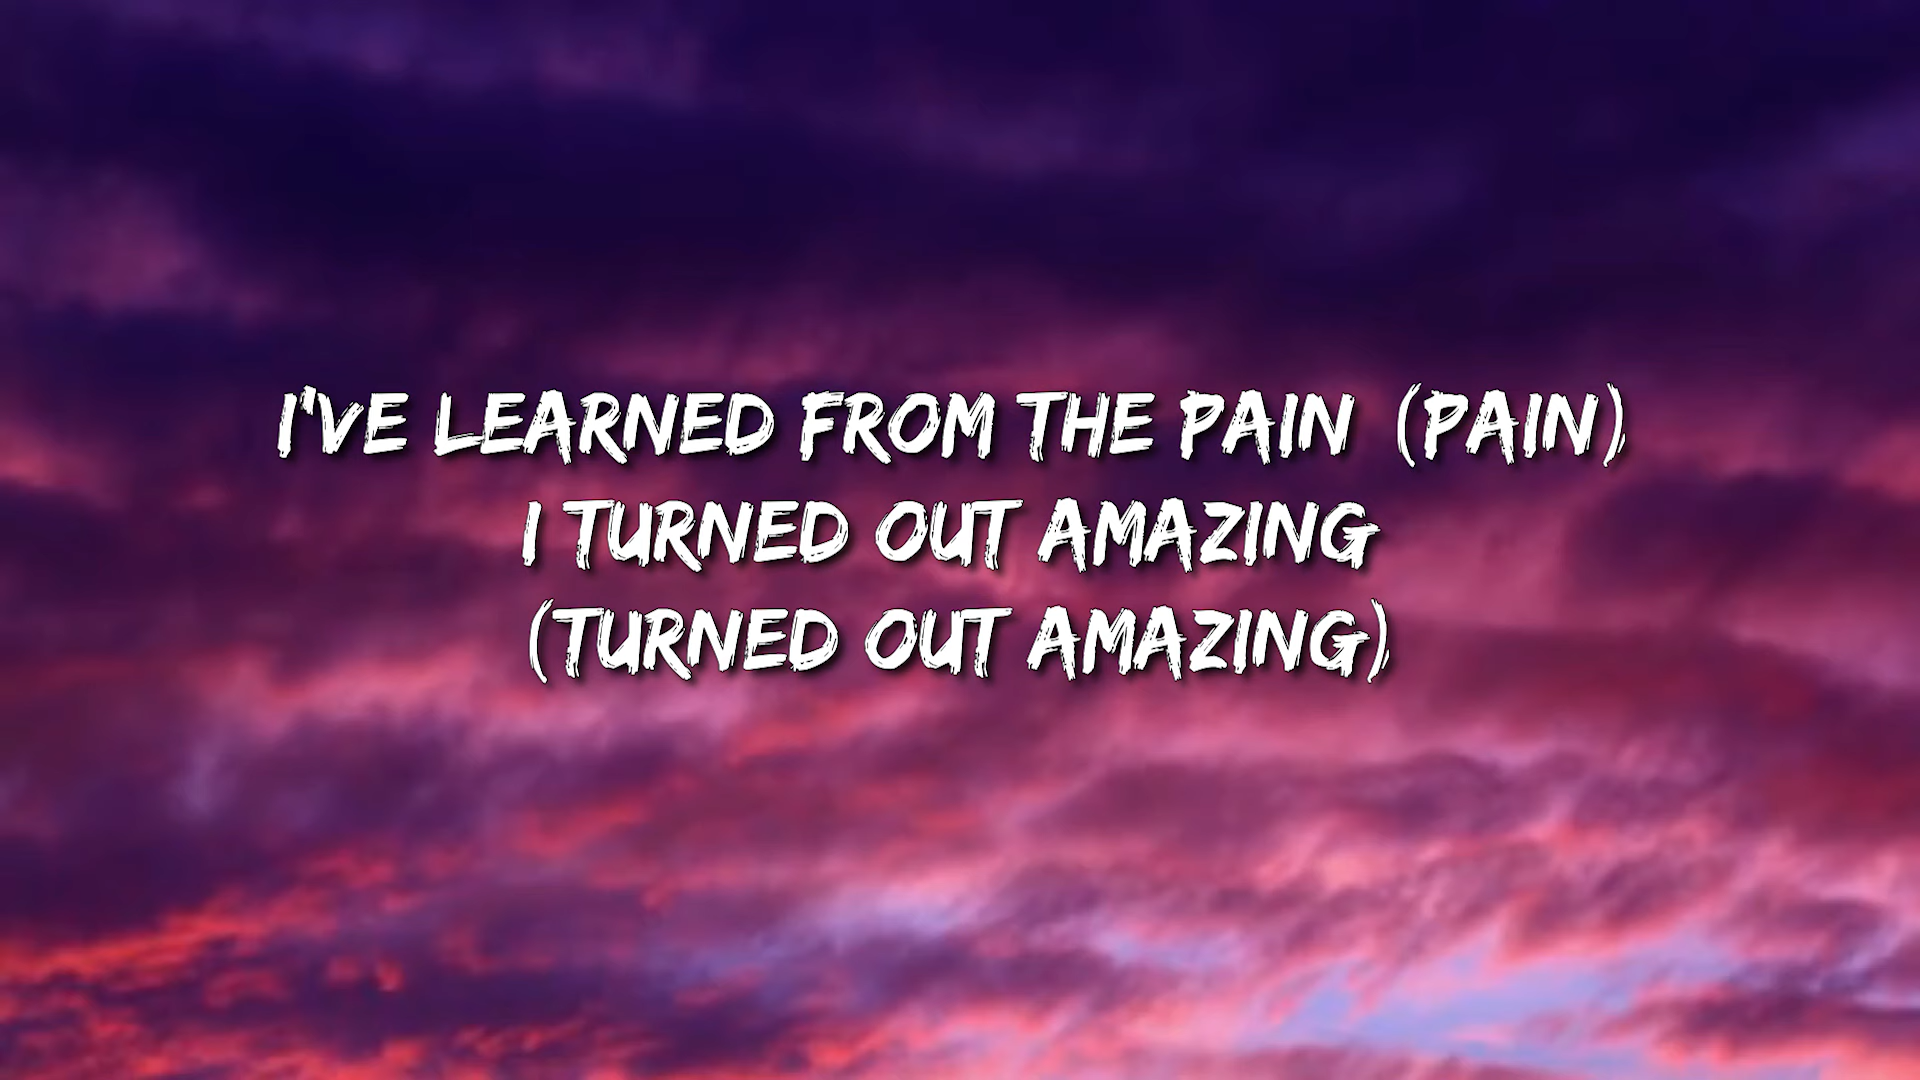 I'VE LEARNED FROM THE PAIN (PAIN)
I TURNED OUT AMAZING
(TURNED OUT AMAZING)